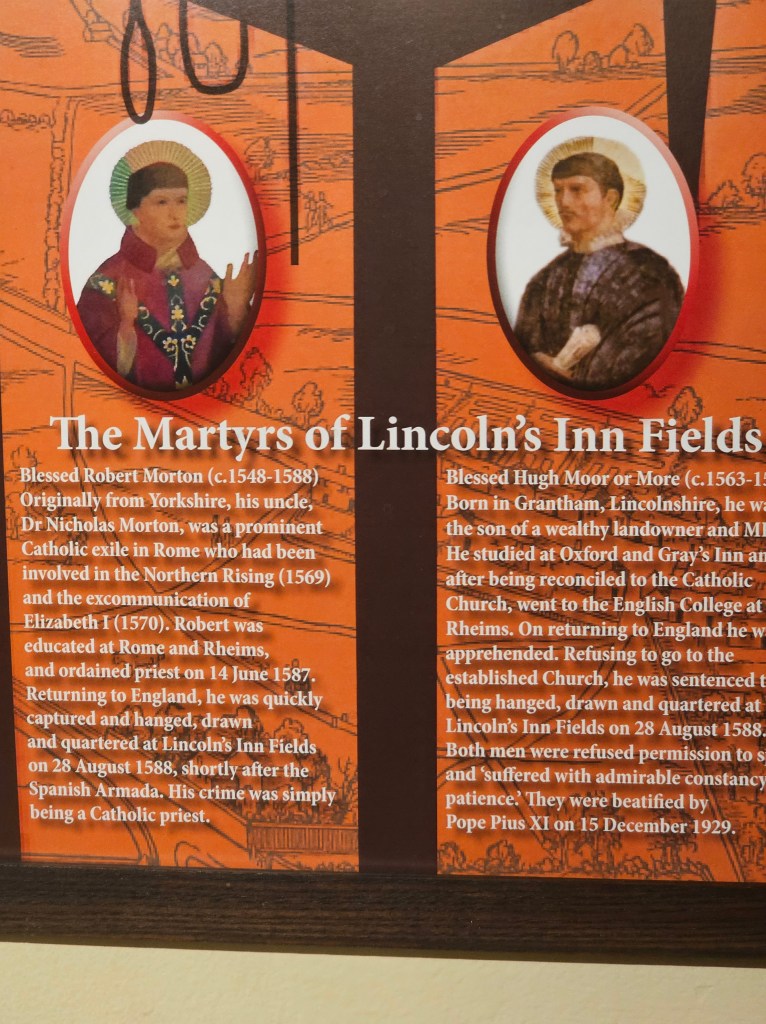 The Martyrs of Lincoln's Inn Fields
Blessed Robert Morton (c.1548-1588)
Originally from Yorkshire, his uncle,
Dr Nicholas Morton, was a prominent
Catholic exile in Rome who had been
involved in the Northern Rising (1569)
and the excommunication of
Elizabeth I (1570). Robert was
educated at Rome and Rheims,
and ordained priest on 14 June 1587.
Returning to England, he was quickly
captured and hanged, drawn
and quartered at Lincoln's Inn Fields
on 28 August 1588, shortly after the
Spanish Armada. His crime was simply
being a Catholic priest.
Blessed Hugh Moor or More (c.1563-15
Born in Grantham, Lincolnshire, he
the son of a wealthy landowner and
He studied at Oxford and Gray's Inn
after being reconciled to the Catholic
Church, went to the English College at
Rheims. On returning to England he
apprehended. Refusing to go to the
established Church, he was sentenced
being hanged, drawn and quartered at
Lincoln's Inn Fields on 28 August 1588.
Both men were refused permission to
and 'suffered with admirable constancy
patience.' They were beatified by
Pope Pius XI on 15 December 1929.